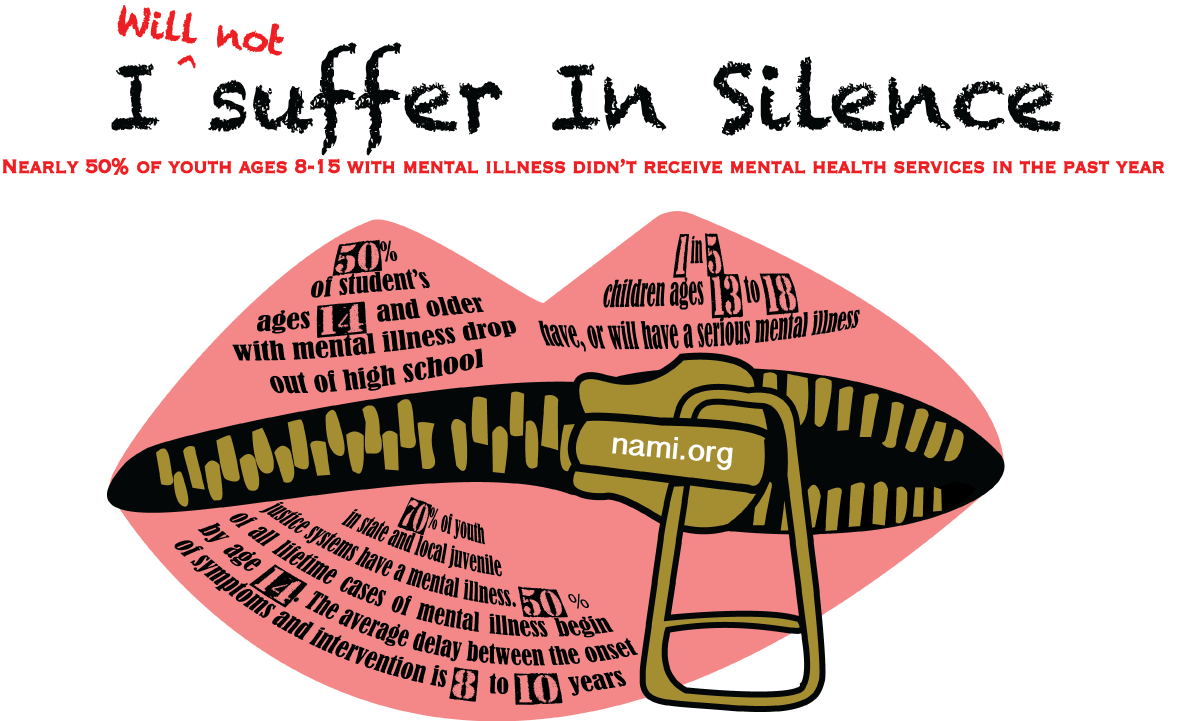 Will not
I ^ suffer In Silence
Nearly 50% of youth ages 8-15 with mental illness didn't receive mental health services in the past year
50%
of student's
ages 14 and older
with mental illness drop
out of high school
1 in 5
children ages 13 to 18
have, or will have a serious mental illness
nami.org
70% of youth
in state and local juvenile
justice systems have a mental illness. 50 %
of all lifetime cases of mental illness begin
by age 14. The average delay between the onset
of symptoms and intervention is 8 to 10 years